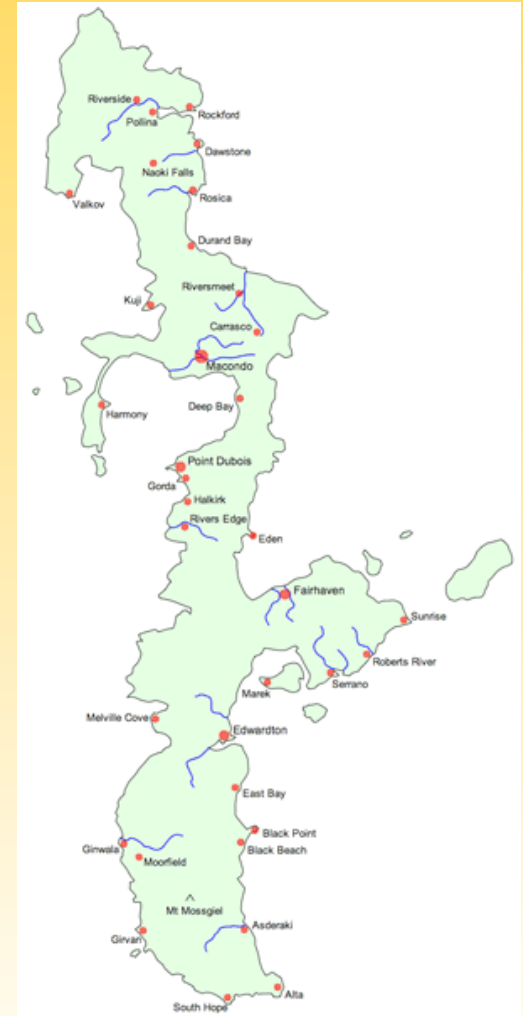 Riverside
Pollina
Rockford
Dawstone
Naoki Falls
Rosica
Valkov
Durand Bay
Riversmeet
Kuji
Carrasco
Macondo
Deep Bay
Harmony
Point Dubois
Gorda
Halkirk
Rivers Edge
Eden
Fairhaven
Sunrise
Roberts River
Serrano
Marek
Melville Cove
Edwardton
East Bay
Black Point
Black Beach
Ginwala
Moorfield
Mt Mossgiel
Asderaki
Girvan
Alta
South Hope